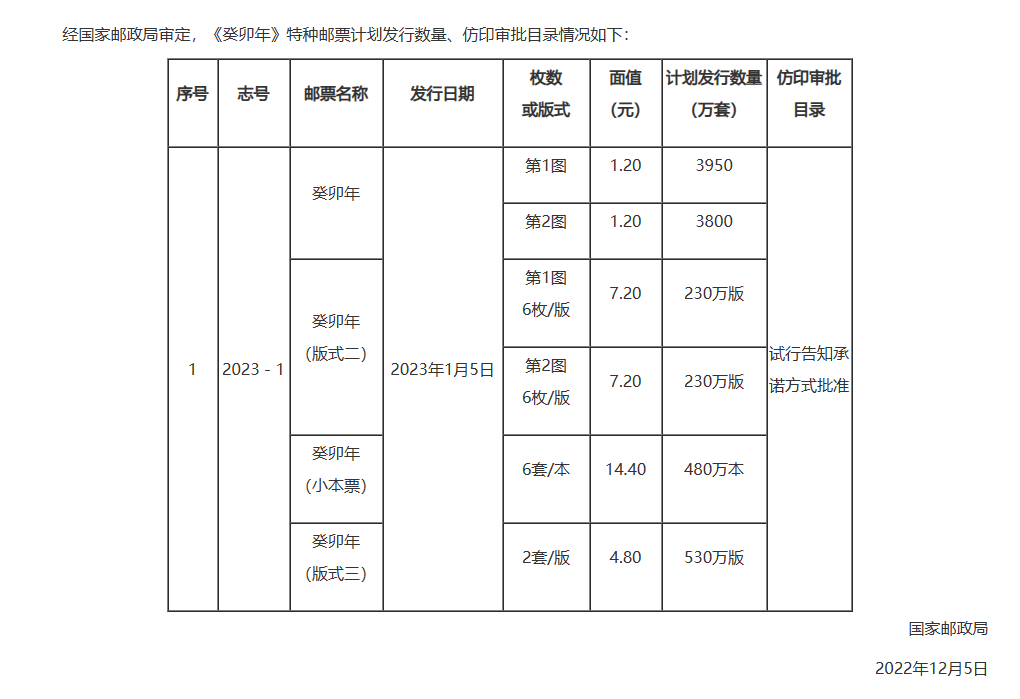 经国家邮政局审定，《癸卯年》特种邮票计划发行数量、仿印审批目录情况如下：
序号 志号 邮票名称 发行日期 枚数 面值 计划发行数量 仿印审批
或版式 （元） （万套） 目录
第1图 1.20 3950
癸卯年
第2图 1.20 3800
第1图
7.20 230万版
6枚/版
癸卯年
（版式二）
试行告知承
第2图
1 2023－1 2023年1月5日
7.20 230万版
诺方式批准
6枚/版
癸卯年
6套/本 14.40 480万本
（小本票）
癸卯年
2套/版 4.80 530万版
（版式三）
国家邮政局
2022年12月5日